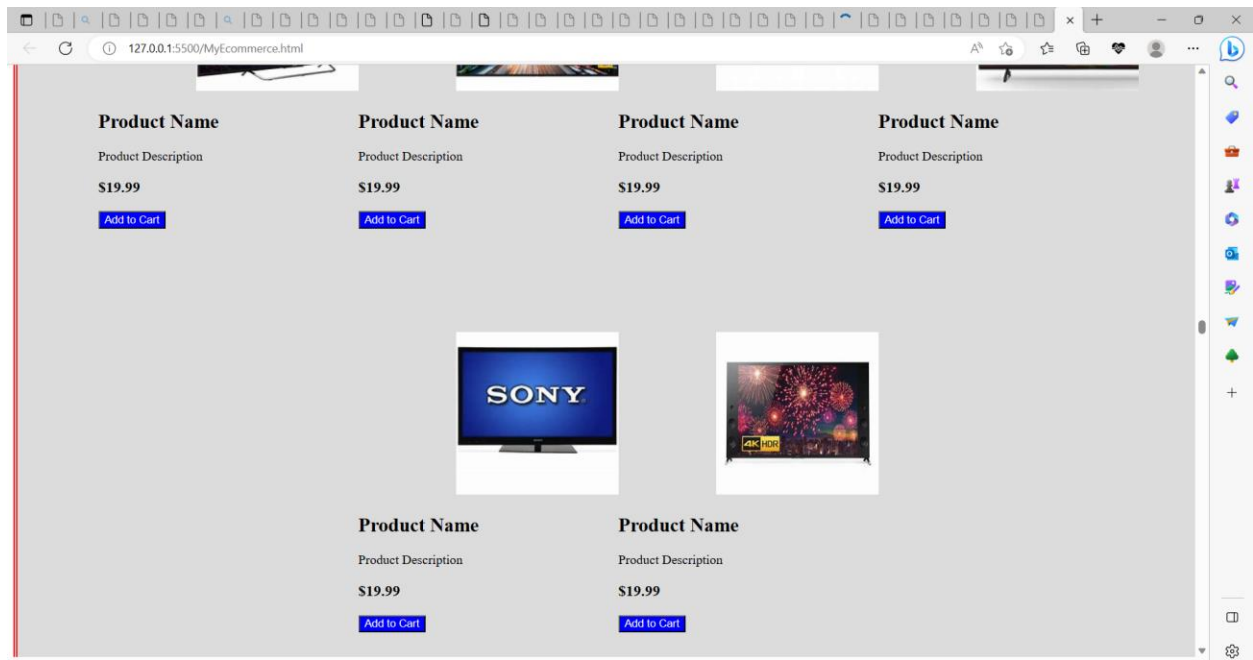 127.0.0.1:5500/MyEcommerce.html
Product Name Product Name Product Name Product Name
Product Description Product Description Product Description Product Description
$19.99 $19.99 $19.99 $19.99
Add to Cart Add to Cart Add to Cart Add to Cart
SONY
4K HDR
Product Name Product Name
Product Description Product Description
$19.99 $19.99
Add to Cart Add to Cart